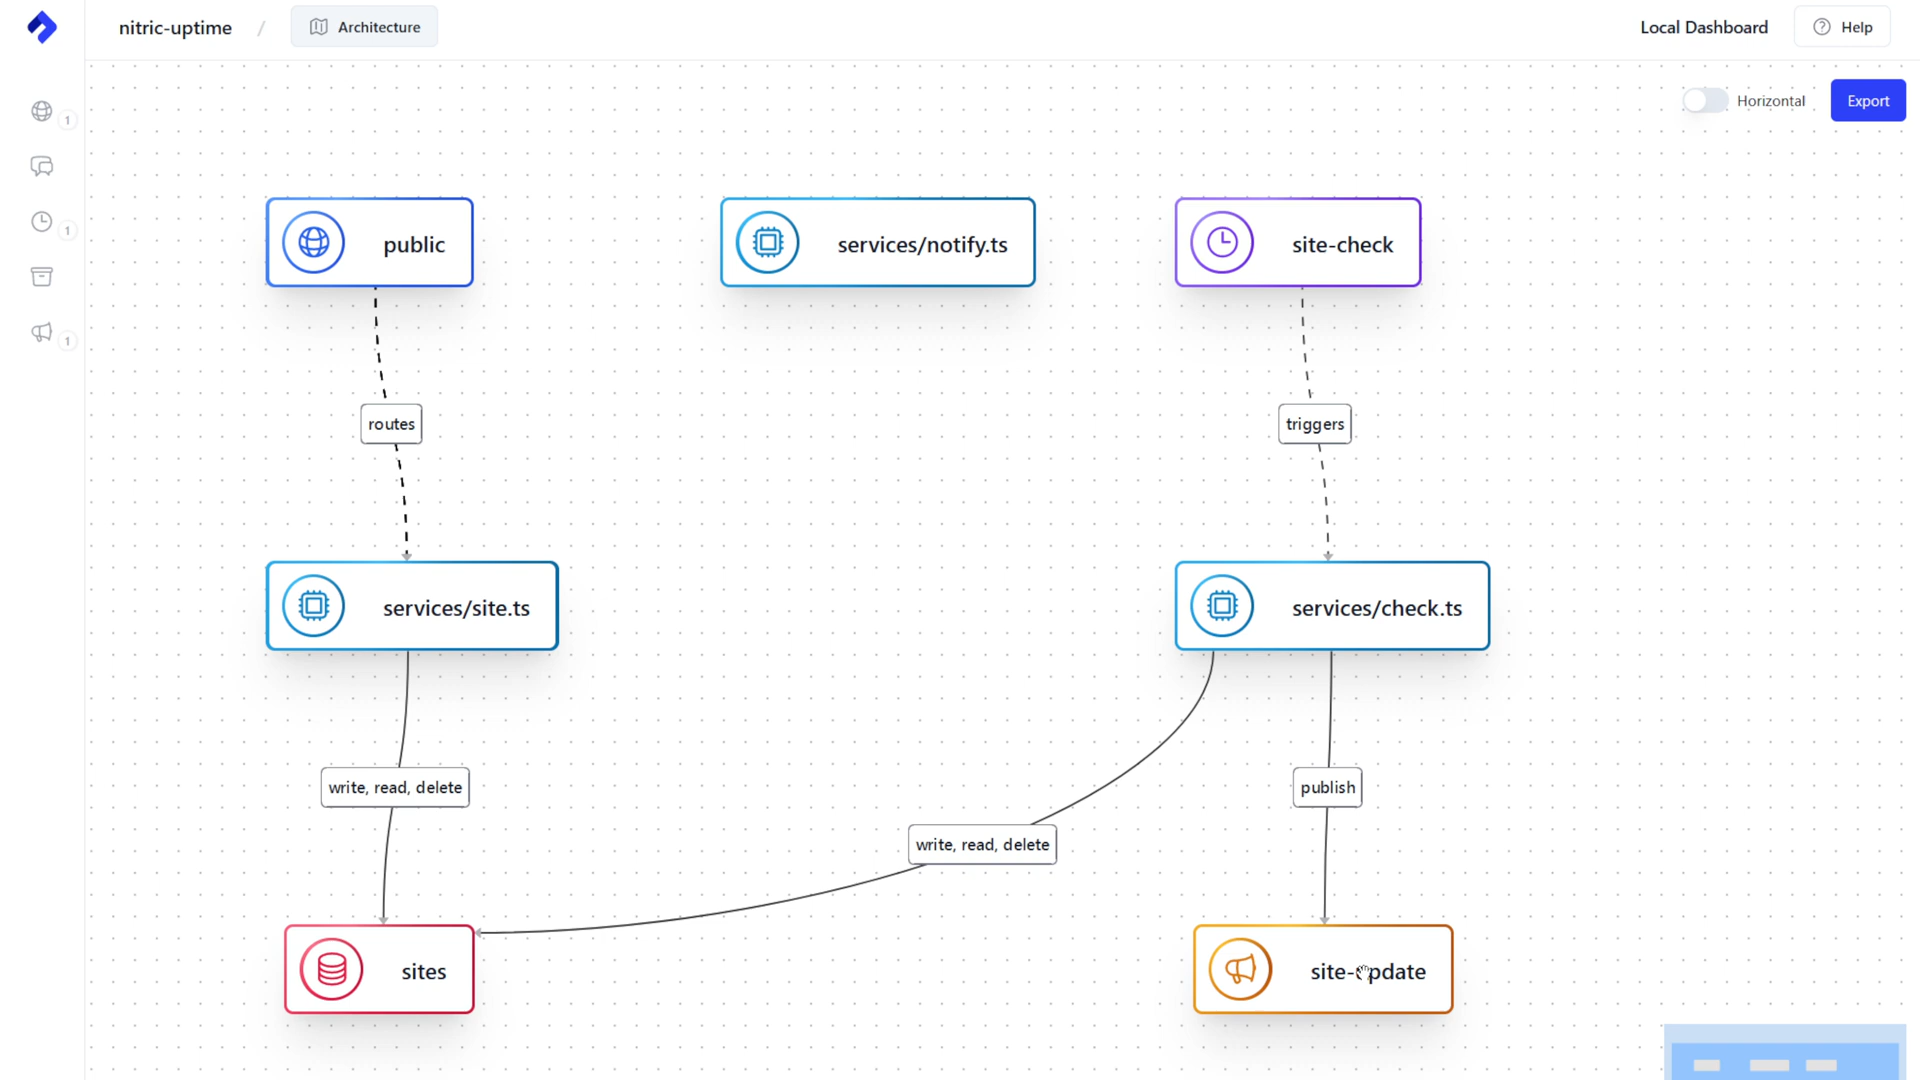 nitric-uptime / Architecture
Local Dashboard
Help
1
1
1
Horizontal
Export
public
services/notify.ts
site-check
routes
triggers
services/site.ts
services/check.ts
write, read, delete
publish
write, read, delete
sites
site-update